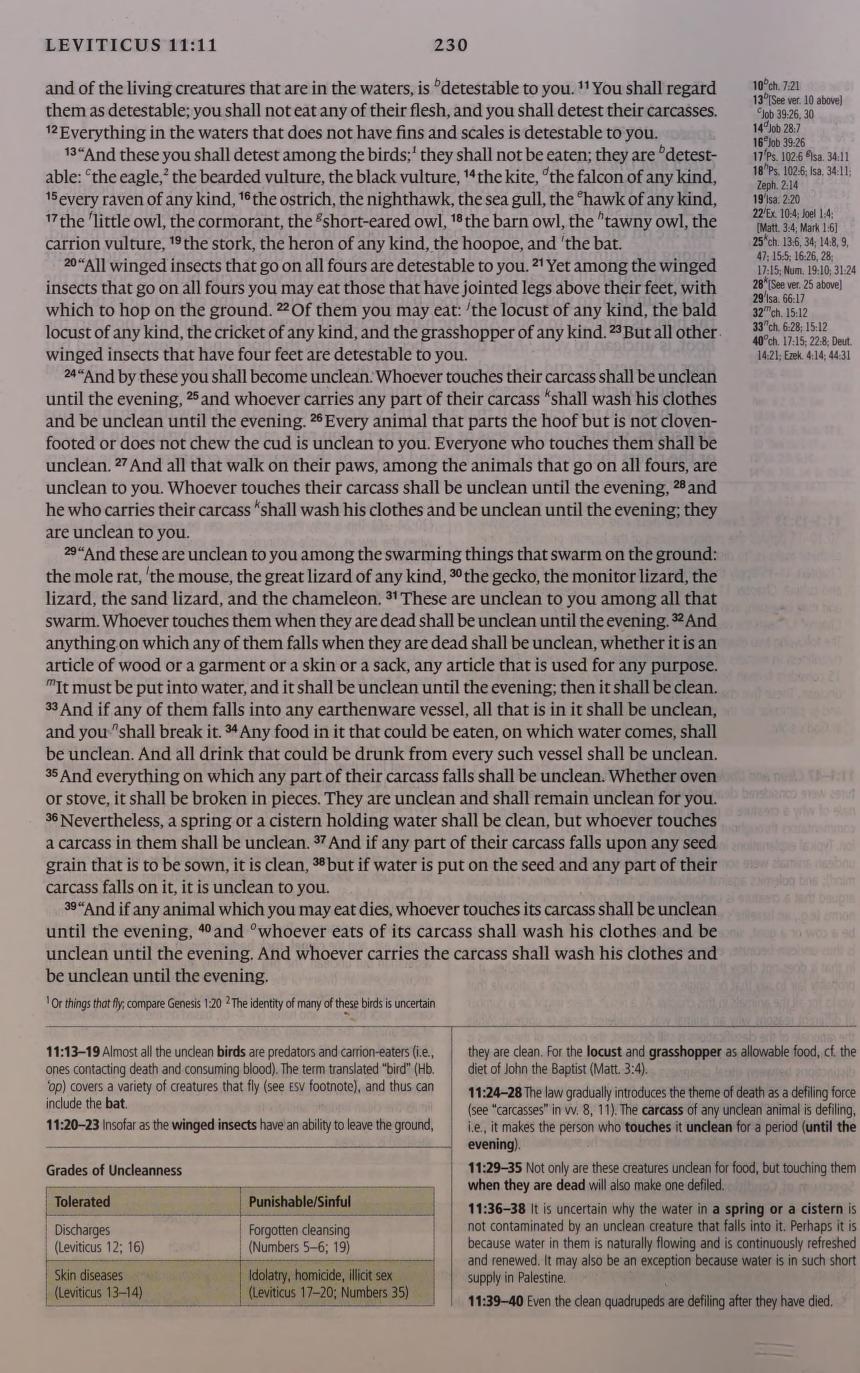 LEVITICUS 11:11 230
and of the living creatures that are in the waters, is ᵇdetestable to you. ¹¹ You shall regard
them as detestable; you shall not eat any of their flesh, and you shall detest their carcasses.
¹² Everything in the waters that does not have fins and scales is detestable to you.
¹³ “And these you shall detest among the birds;¹ they shall not be eaten; they are ᵇdetest-
able: ᶜthe eagle,² the bearded vulture, the black vulture, ¹⁴ the kite, ᵈthe falcon of any kind,
¹⁵ every raven of any kind, ¹⁶ the ostrich, the nighthawk, the sea gull, the ᵉhawk of any kind,
¹⁷ the ᶠlittle owl, the cormorant, the ᵍshort-eared owl, ¹⁸ the barn owl, the ʰtawny owl, the
carrion vulture, ¹⁹ the stork, the heron of any kind, the hoopoe, and ⁱthe bat.
²⁰ “All winged insects that go on all fours are detestable to you. ²¹ Yet among the winged
insects that go on all fours you may eat those that have jointed legs above their feet, with
which to hop on the ground. ²² Of them you may eat: ʲthe locust of any kind, the bald
locust of any kind, the cricket of any kind, and the grasshopper of any kind. ²³ But all other
winged insects that have four feet are detestable to you.
²⁴ “And by these you shall become unclean. Whoever touches their carcass shall be unclean
until the evening, ²⁵ and whoever carries any part of their carcass ᵏshall wash his clothes
and be unclean until the evening. ²⁶ Every animal that parts the hoof but is not cloven-
footed or does not chew the cud is unclean to you. Everyone who touches them shall be
unclean. ²⁷ And all that walk on their paws, among the animals that go on all fours, are
unclean to you. Whoever touches their carcass shall be unclean until the evening, ²⁸ and
he who carries their carcass ᵏshall wash his clothes and be unclean until the evening; they
are unclean to you.
²⁹ “And these are unclean to you among the swarming things that swarm on the ground:
the mole rat, ˡthe mouse, the great lizard of any kind, ³⁰ the gecko, the monitor lizard, the
lizard, the sand lizard, and the chameleon. ³¹ These are unclean to you among all that
swarm. Whoever touches them when they are dead shall be unclean until the evening. ³² And
anything on which any of them falls when they are dead shall be unclean, whether it is an
article of wood or a garment or a skin or a sack, any article that is used for any purpose.
ᵐIt must be put into water, and it shall be unclean until the evening; then it shall be clean.
³³ And if any of them falls into any earthenware vessel, all that is in it shall be unclean,
and you ⁿshall break it. ³⁴ Any food in it that could be eaten, on which water comes, shall
be unclean. And all drink that could be drunk from every such vessel shall be unclean.
³⁵ And everything on which any part of their carcass falls shall be unclean. Whether oven
or stove, it shall be broken in pieces. They are unclean and shall remain unclean for you.
³⁶ Nevertheless, a spring or a cistern holding water shall be clean, but whoever touches
a carcass in them shall be unclean. ³⁷ And if any part of their carcass falls upon any seed
grain that is to be sown, it is clean, ³⁸ but if water is put on the seed and any part of their
carcass falls on it, it is unclean to you.
³⁹ “And if any animal which you may eat dies, whoever touches its carcass shall be unclean
until the evening, ⁴⁰ and ᵒwhoever eats of its carcass shall wash his clothes and be
unclean until the evening. And whoever carries the carcass shall wash his clothes and
be unclean until the evening.
¹ Or things that fly; compare Genesis 1:20 ² The identity of many of these birds is uncertain
10ᵇch. 7:21
13ᵇ[See ver. 10 above]
ᶜJob 39:26, 30
14ᵈJob 28:7
16ᵉJob 39:26
17ᶠPs. 102:6 ᵍIsa. 34:11
18ʰPs. 102:6; Isa. 34:11;
Zeph. 2:14
19ⁱIsa. 2:20
22ʲEx. 10:4; Joel 1:4;
[Matt. 3:4; Mark 1:6]
25ᵏch. 13:6, 34; 14:8, 9,
47; 15:5; 16:26, 28;
17:15; Num. 19:10; 31:24
28ᵏ[See ver. 25 above]
29ˡIsa. 66:17
32ᵐch. 15:12
33ⁿch. 6:28; 15:12
40ᵒch. 17:15; 22:8; Deut.
14:21; Ezek. 4:14; 44:31
11:13–19 Almost all the unclean birds are predators and carrion-eaters (i.e.,
ones contacting death and consuming blood). The term translated “bird” (Hb.
‘op) covers a variety of creatures that fly (see ESV footnote), and thus can
include the bat.
11:20–23 Insofar as the winged insects have an ability to leave the ground,
they are clean. For the locust and grasshopper as allowable food, cf. the
diet of John the Baptist (Matt. 3:4).
11:24–28 The law gradually introduces the theme of death as a defiling force
(see “carcasses” in vv. 8, 11). The carcass of any unclean animal is defiling,
i.e., it makes the person who touches it unclean for a period (until the
evening).
11:29–35 Not only are these creatures unclean for food, but touching them
when they are dead will also make one defiled.
11:36–38 It is uncertain why the water in a spring or a cistern is
not contaminated by an unclean creature that falls into it. Perhaps it is
because water in them is naturally flowing and is continuously refreshed
and renewed. It may also be an exception because water is in such short
supply in Palestine.
11:39–40 Even the clean quadrupeds are defiling after they have died.
Grades of Uncleanness
Tolerated Punishable/Sinful
Discharges Forgotten cleansing
(Leviticus 12; 16) (Numbers 5–6; 19)
Skin diseases Idolatry, homicide, illicit sex
(Leviticus 13–14) (Leviticus 17–20; Numbers 35)